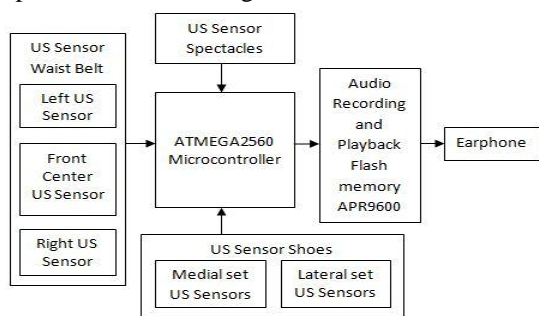 US Sensor
Waist Belt
Left US
Sensor
Front
Center
US Sensor
Right US
Sensor
US Sensor
Spectacles
ATMEGA2560
Microcontroller
US Sensor Shoes
Medial set
US Sensors
Lateral set
US Sensors
Audio
Recording
and
Playback
Flash
memory
APR9600
Earphone